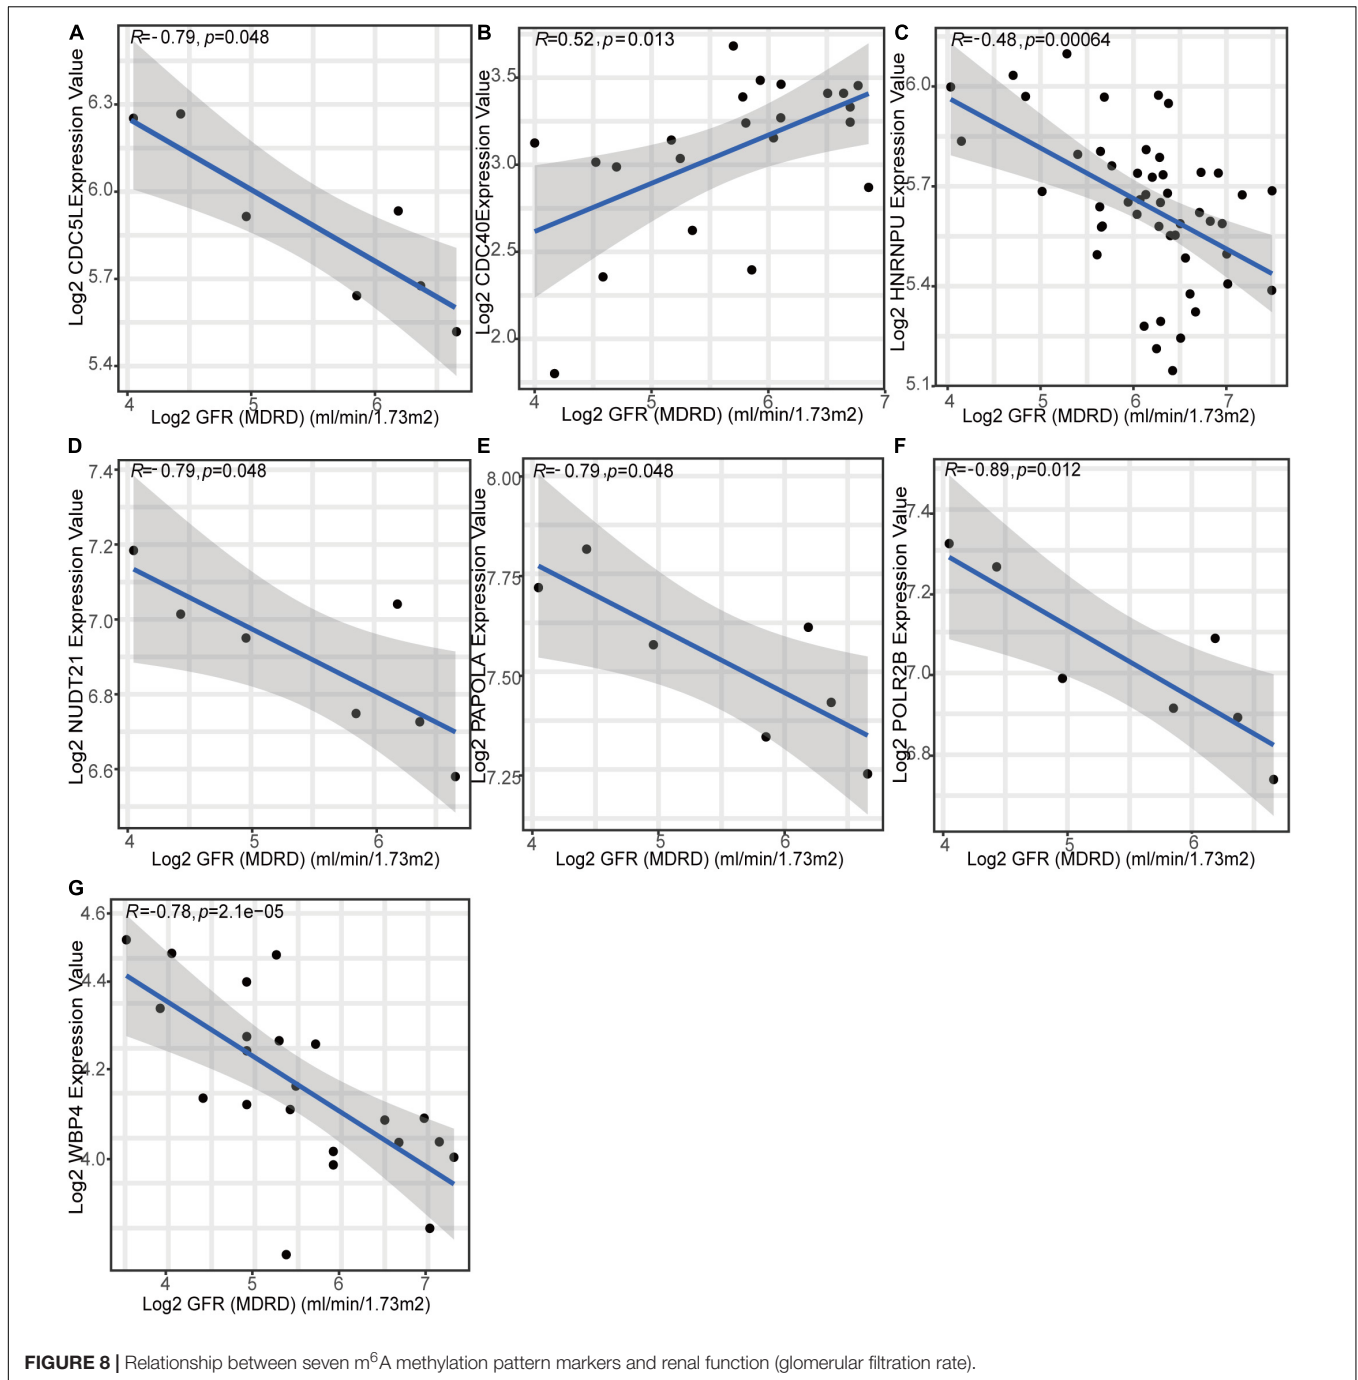 A
R=-0.79, p=0.048
Log2 CDC5L Expression Value
6.3
6.0
5.7
5.4
4 5 6
Log2 GFR (MDRD) (ml/min/1.73m2)
B
R=0.52, p=0.013
Log2 CDC40 Expression Value
3.5
3.0
2.5
2.0
4 5 6 7
Log2 GFR (MDRD) (ml/min/1.73m2)
C
R=-0.48, p=0.00064
Log2 HNRNPU Expression Value
6.0
5.7
5.4
5.1
4 5 6 7
Log2 GFR (MDRD) (ml/min/1.73m2)
D
R=-0.79, p=0.048
Log2 NUDT21 Expression Value
7.4
7.2
7.0
6.8
6.6
4 5 6
Log2 GFR (MDRD) (ml/min/1.73m2)
E
R=-0.79, p=0.048
Log2 PAPOLA Expression Value
8.00
7.75
7.50
7.25
4 5 6
Log2 GFR (MDRD) (ml/min/1.73m2)
F
R=-0.89, p=0.012
Log2 POLR2B Expression Value
7.4
7.2
7.0
6.8
4 5 6
Log2 GFR (MDRD) (ml/min/1.73m2)
G
R=-0.78, p=2.1e−05
Log2 WBP4 Expression Value
4.6
4.4
4.2
4.0
4 5 6 7
Log2 GFR (MDRD) (ml/min/1.73m2)
FIGURE 8 | Relationship between seven m⁶A methylation pattern markers and renal function (glomerular filtration rate).